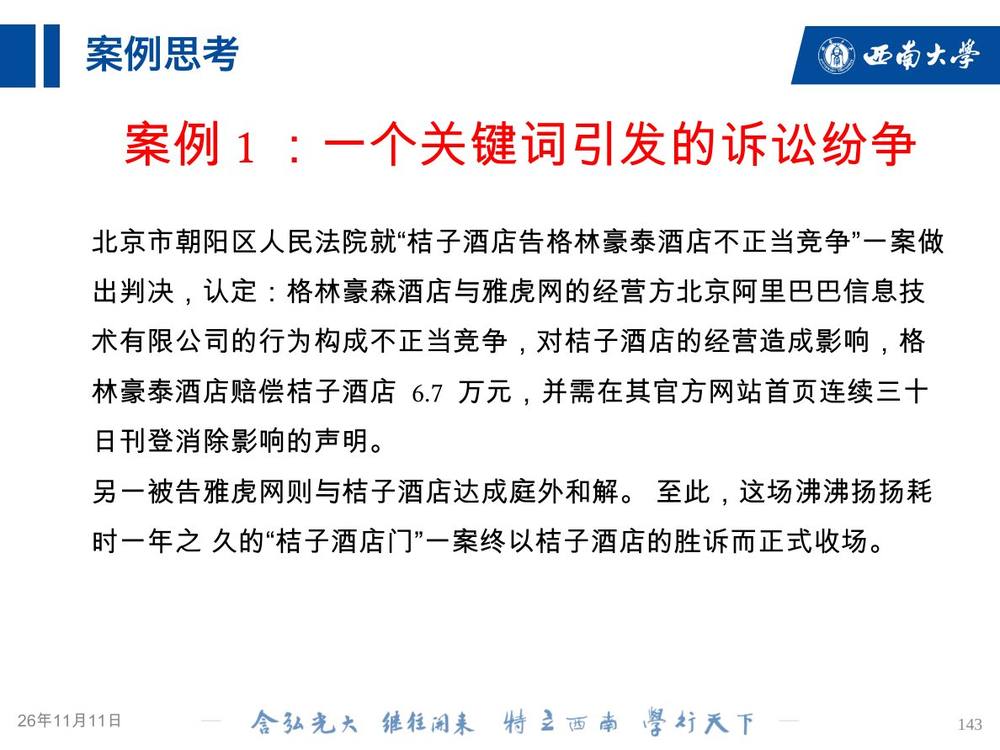 案例思考
西南大学
案例 1 ：一个关键词引发的诉讼纷争
北京市朝阳区人民法院就“桔子酒店告格林豪泰酒店不正当竞争”一案做
出判决，认定：格林豪森酒店与雅虎网的经营方北京阿里巴巴信息技
术有限公司的行为构成不正当竞争，对桔子酒店的经营造成影响，格
林豪泰酒店赔偿桔子酒店 6.7 万元，并需在其官方网站首页连续三十
日刊登消除影响的声明。
另一被告雅虎网则与桔子酒店达成庭外和解。 至此，这场沸沸扬扬耗
时一年之 久的“桔子酒店门”一案终以桔子酒店的胜诉而正式收场。
26年11月11日
含弘光大 继往开来 特立西南 学行天下
143